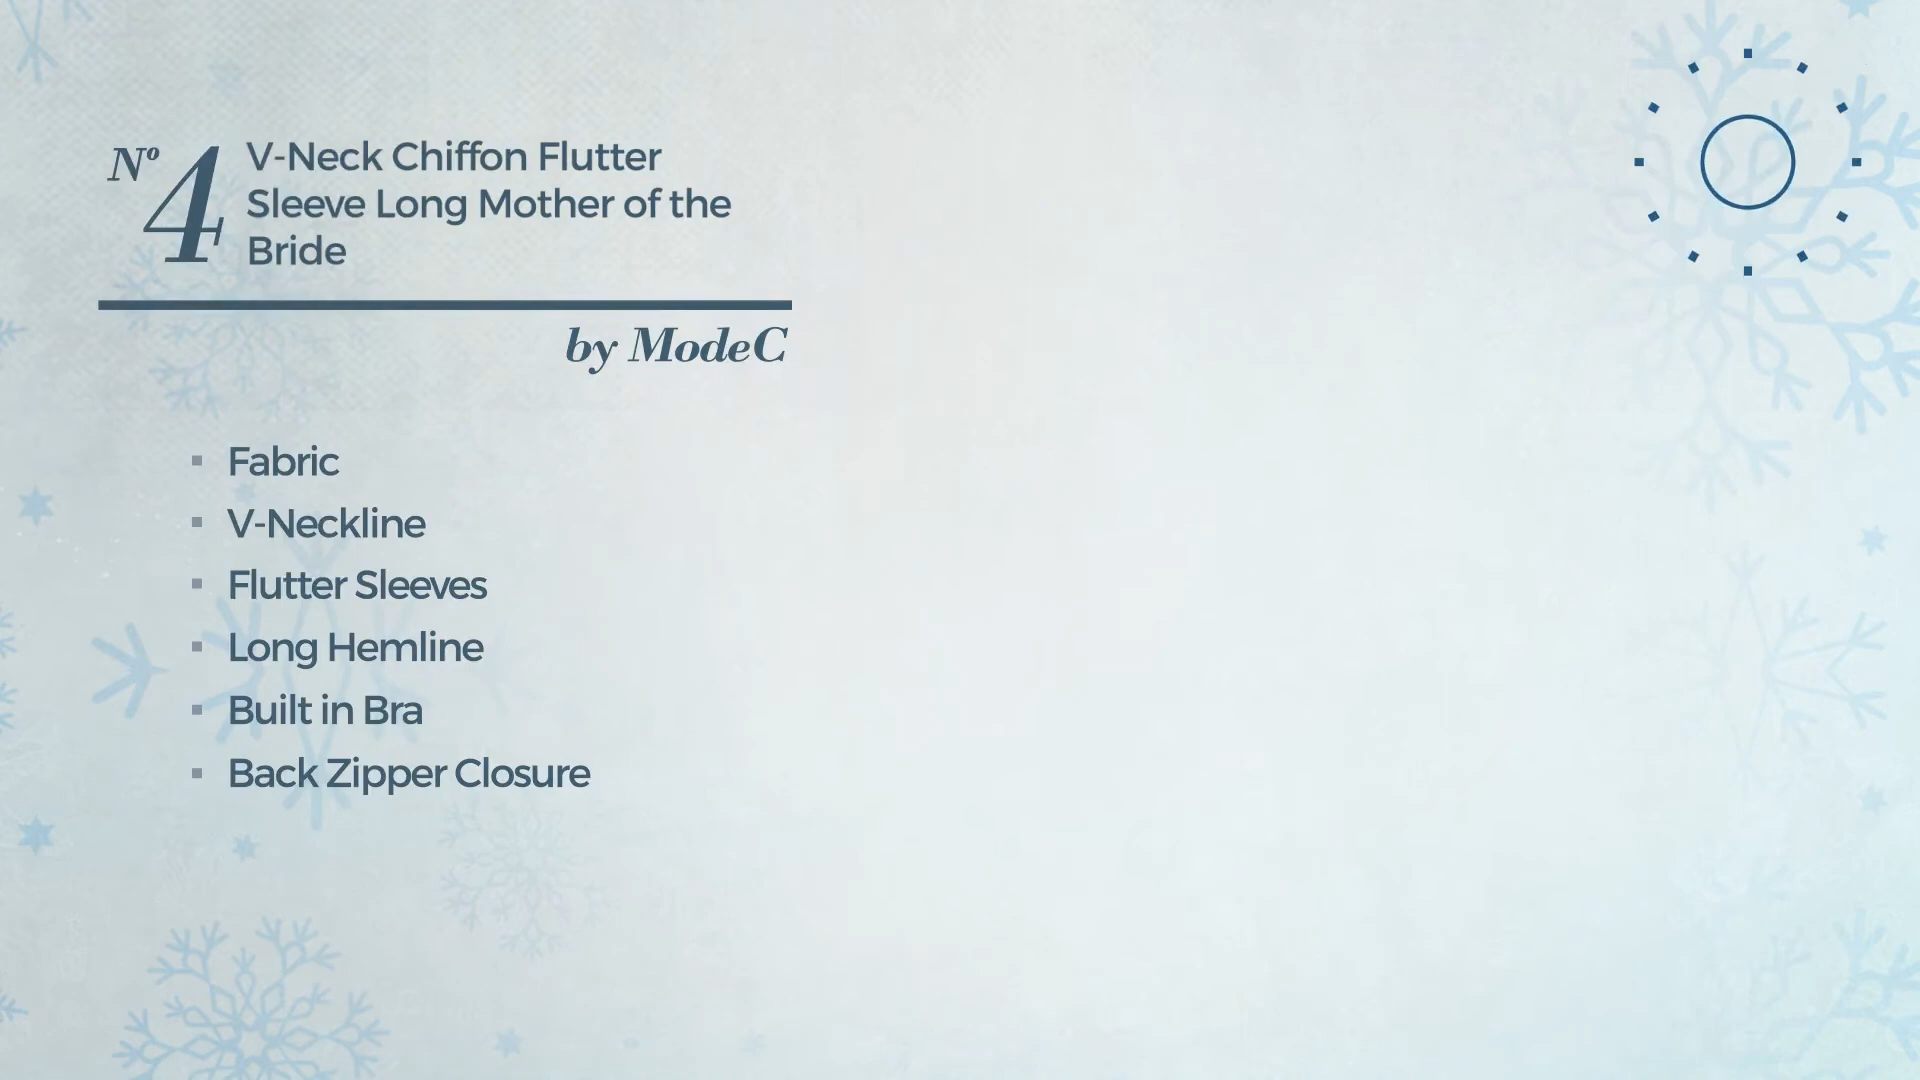 Nº 4 V-Neck Chiffon Flutter
Sleeve Long Mother of the
Bride
by ModeC
Fabric
V-Neckline
Flutter Sleeves
Long Hemline
Built in Bra
Back Zipper Closure